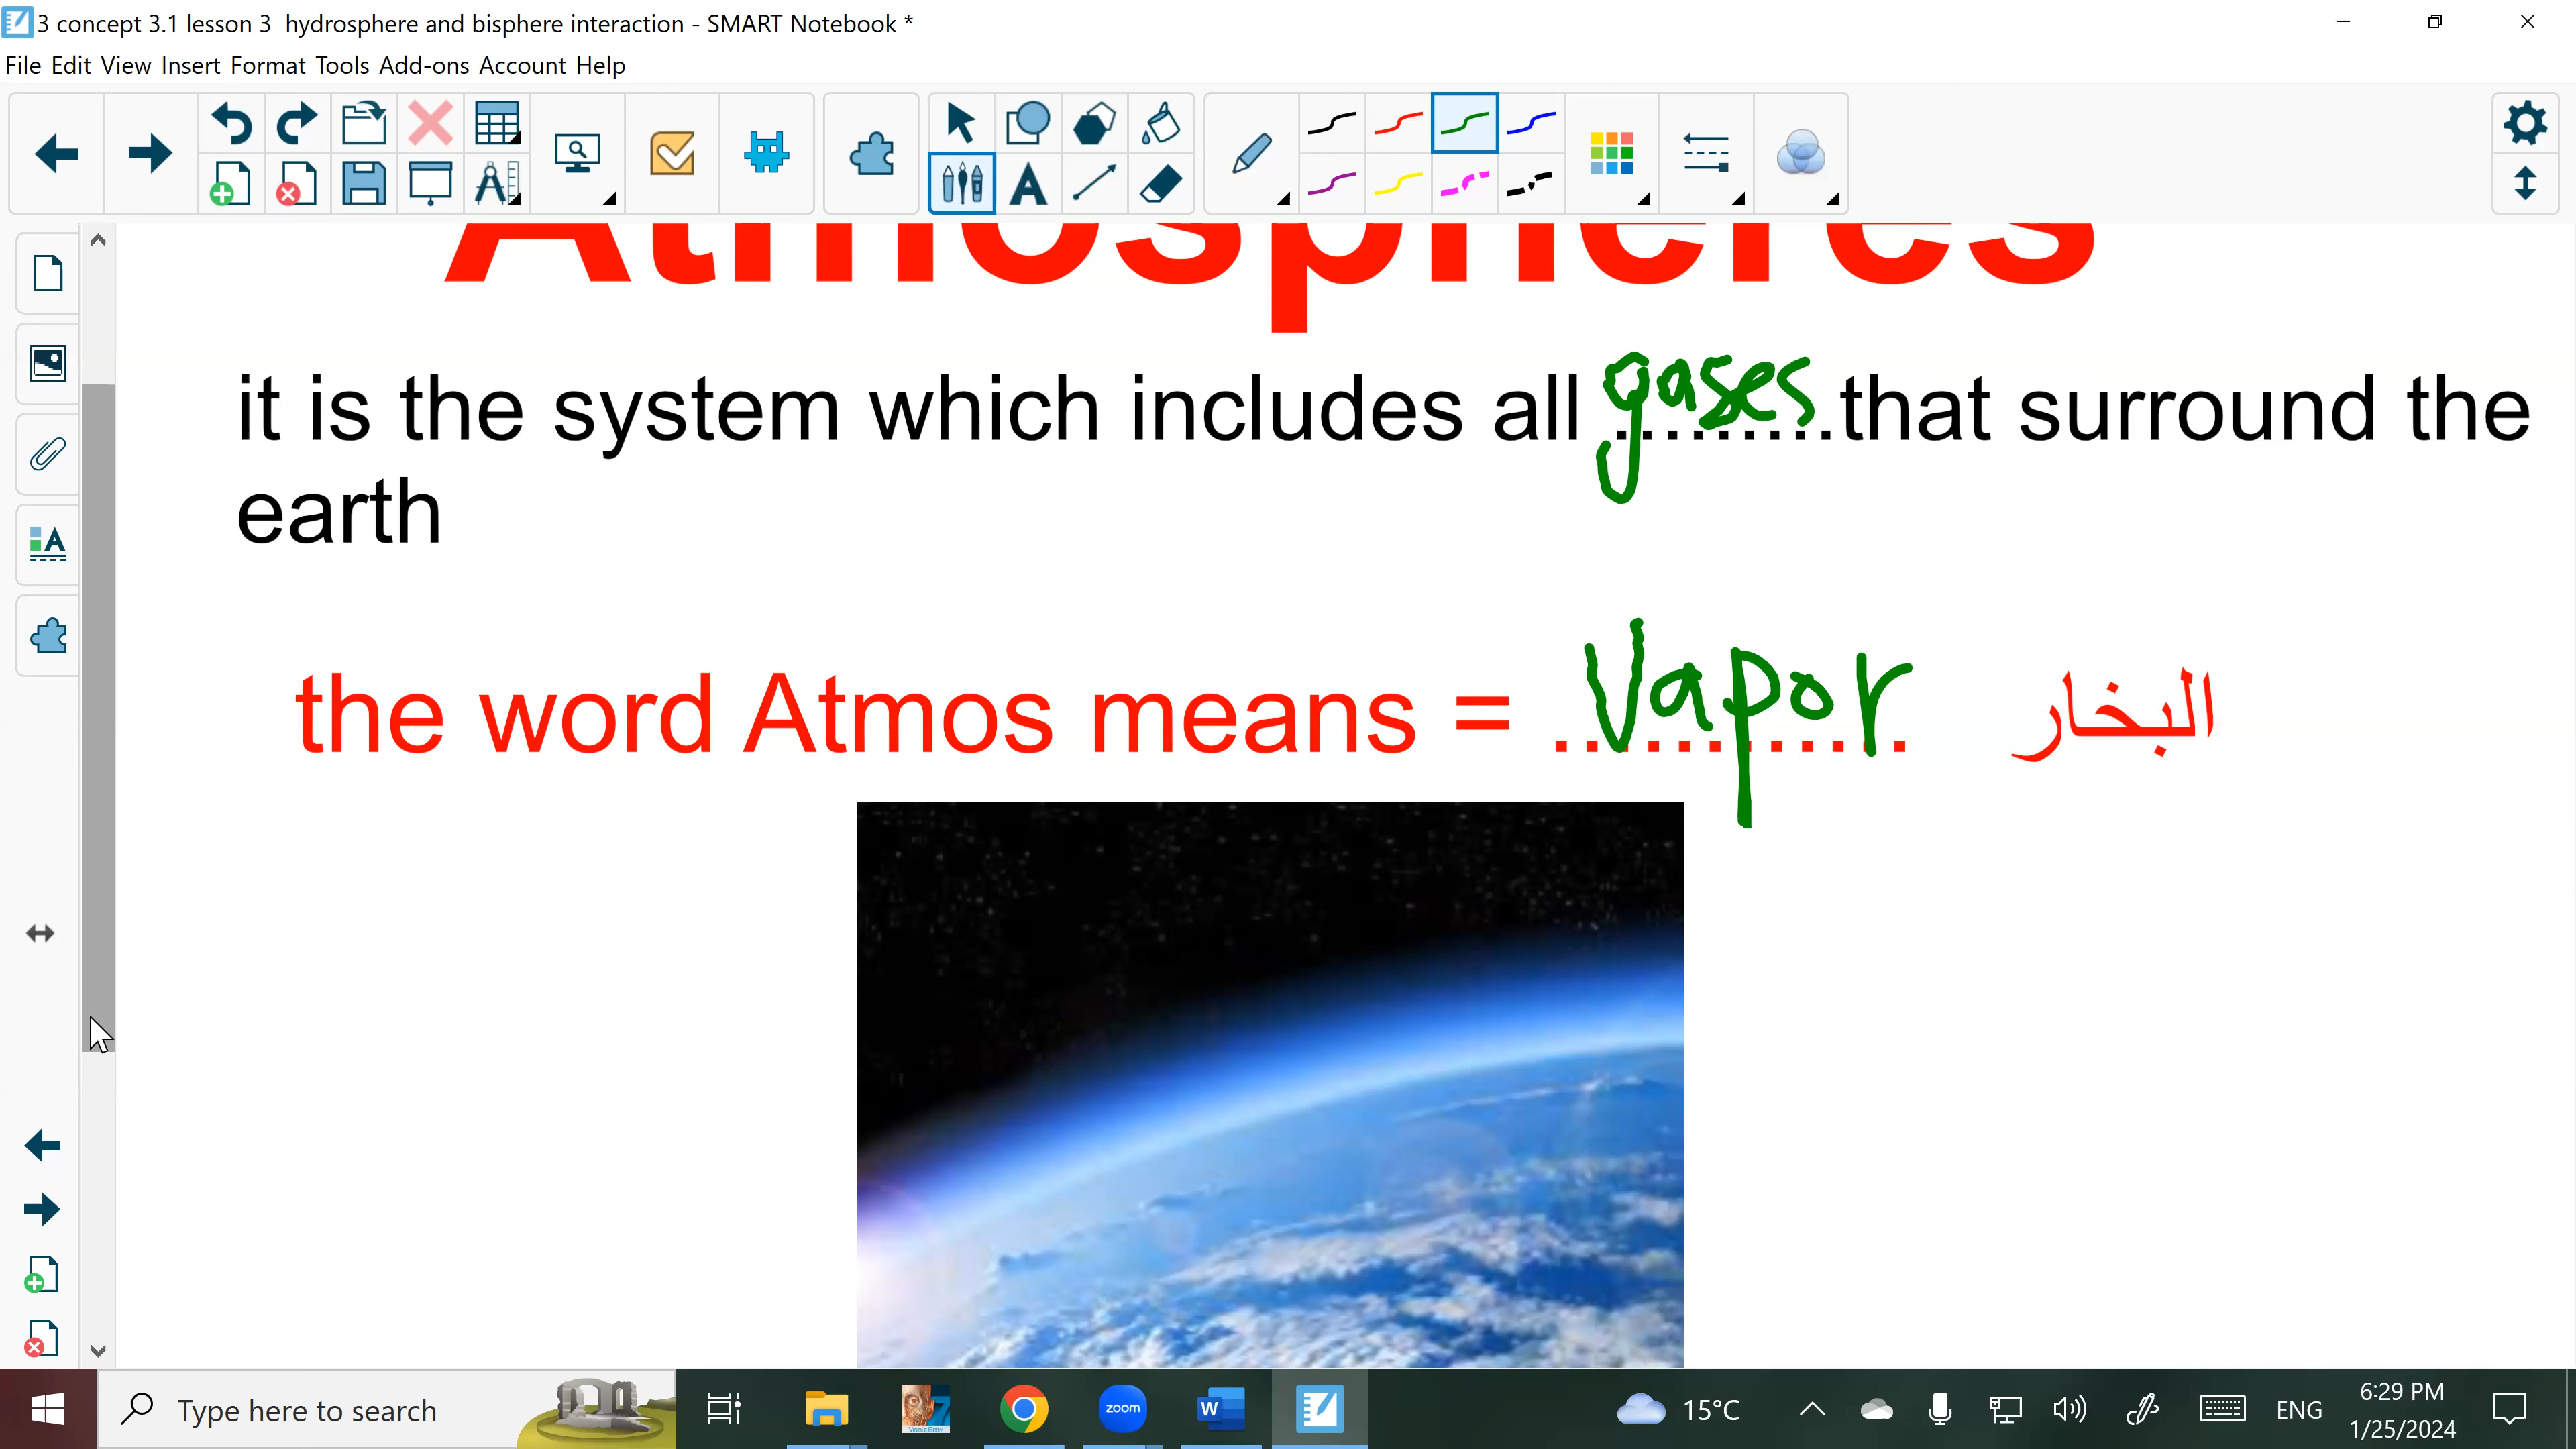 3 concept 3.1 lesson 3  hydrosphere and bisphere interaction - SMART Notebook *
File Edit View Insert Format Tools Add-ons Account Help
Atmospheres
it is the system which includes all gases.........that surround the
earth
the word Atmos means = Vapor ............ البخار
Type here to search
zoom
W
15°C
ENG
6:29 PM
1/25/2024